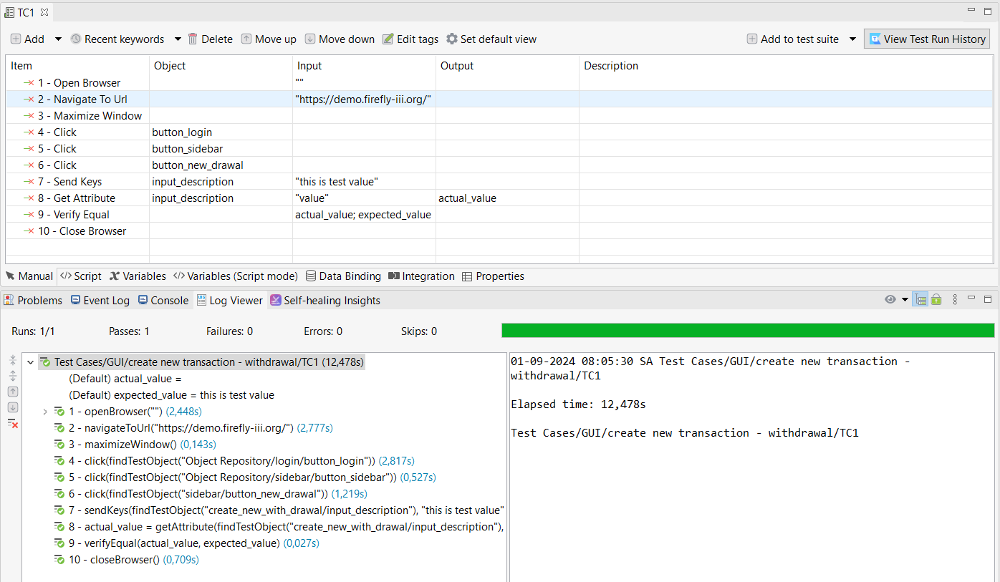 TC1
Add Recent keywords Delete Move up Move down Edit tags Set default view Add to test suite View Test Run History
Item Object Input Output Description
1 - Open Browser ""
2 - Navigate To Url "https://demo.firefly-iii.org/"
3 - Maximize Window
4 - Click button_login
5 - Click button_sidebar
6 - Click button_new_drawal
7 - Send Keys input_description "this is test value"
8 - Get Attribute input_description "value" actual_value
9 - Verify Equal actual_value; expected_value
10 - Close Browser
Manual </> Script Variables </> Variables (Script mode) Data Binding Integration Properties
Problems Event Log Console Log Viewer Self-healing Insights
Runs: 1/1 Passes: 1 Failures: 0 Errors: 0 Skips: 0
Test Cases/GUI/create new transaction - withdrawal/TC1 (12,478s)
(Default) actual_value =
(Default) expected_value = this is test value
1 - openBrowser("") (2,448s)
2 - navigateToUrl("https://demo.firefly-iii.org/") (2,777s)
3 - maximizeWindow() (0,143s)
4 - click(findTestObject("Object Repository/login/button_login")) (2,817s)
5 - click(findTestObject("Object Repository/sidebar/button_sidebar")) (0,527s)
6 - click(findTestObject("sidebar/button_new_drawal")) (1,219s)
7 - sendKeys(findTestObject("create_new_with_drawal/input_description"), "this is test value"
8 - actual_value = getAttribute(findTestObject("create_new_with_drawal/input_description"),
9 - verifyEqual(actual_value, expected_value) (0,027s)
10 - closeBrowser() (0,709s)
01-09-2024 08:05:30 SA Test Cases/GUI/create new transaction -
withdrawal/TC1
Elapsed time: 12,478s
Test Cases/GUI/create new transaction - withdrawal/TC1